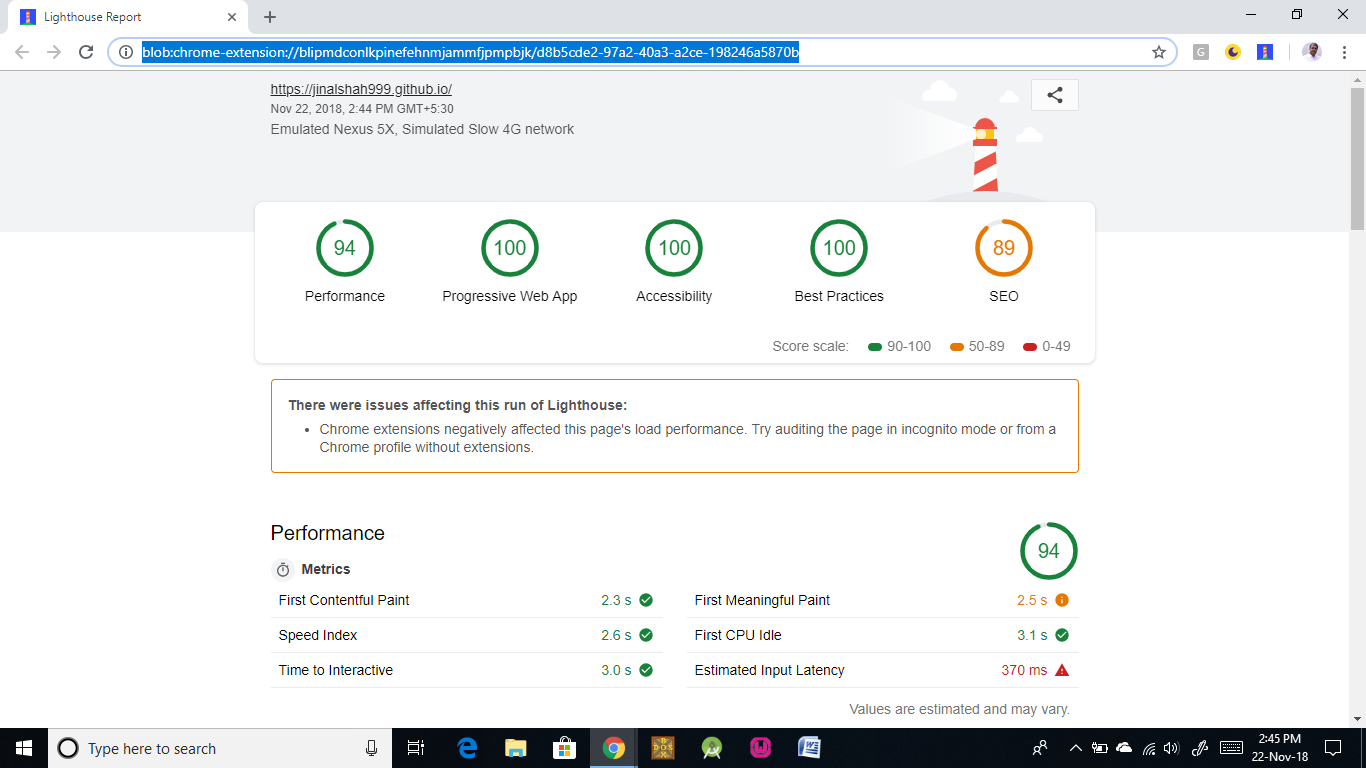 Lighthouse Report
blob:chrome-extension://blipmdconlkpinefehnmjammfjpmpbjk/d8b5cde2-97a2-40a3-a2ce-198246a5870b
G
https://jinalshah999.github.io/
Nov 22, 2018, 2:44 PM GMT+5:30
Emulated Nexus 5X, Simulated Slow 4G network
94 100 100 100 89
Performance Progressive Web App Accessibility Best Practices SEO
Score scale: 90-100 50-89 0-49
There were issues affecting this run of Lighthouse:
• Chrome extensions negatively affected this page's load performance. Try auditing the page in incognito mode or from a
Chrome profile without extensions.
Performance 94
Metrics
First Contentful Paint 2.3 s First Meaningful Paint 2.5 s
Speed Index 2.6 s First CPU Idle 3.1 s
Time to Interactive 3.0 s Estimated Input Latency 370 ms
Values are estimated and may vary.
Type here to search
2:45 PM
22-Nov-18